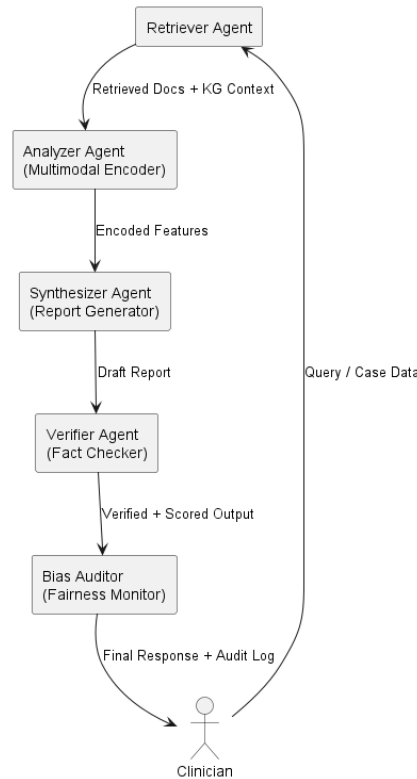 Retriever Agent
Retrieved Docs + KG Context
Analyzer Agent
(Multimodal Encoder)
Encoded Features
Synthesizer Agent
(Report Generator)
Draft Report
Query / Case Data
Verifier Agent
(Fact Checker)
Verified + Scored Output
Bias Auditor
(Fairness Monitor)
Final Response + Audit Log
Clinician